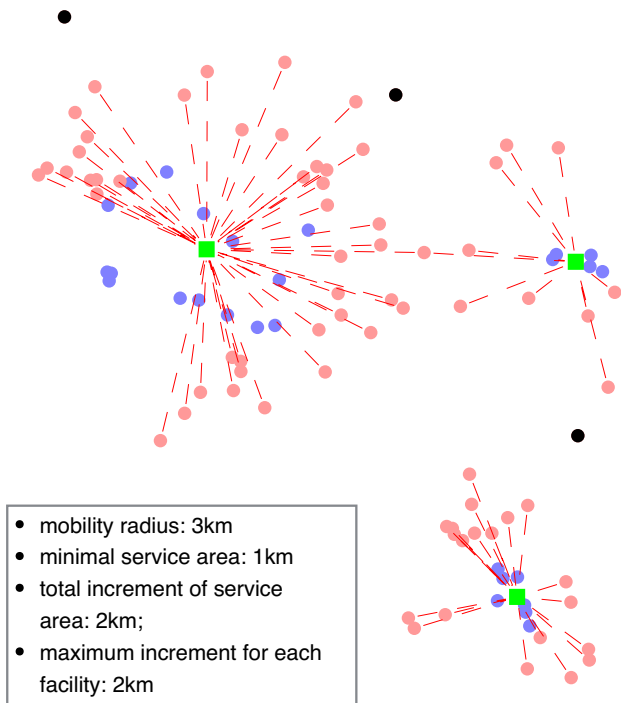 • mobility radius: 3km
• minimal service area: 1km
• total increment of service
area: 2km;
• maximum increment for each
facility: 2km